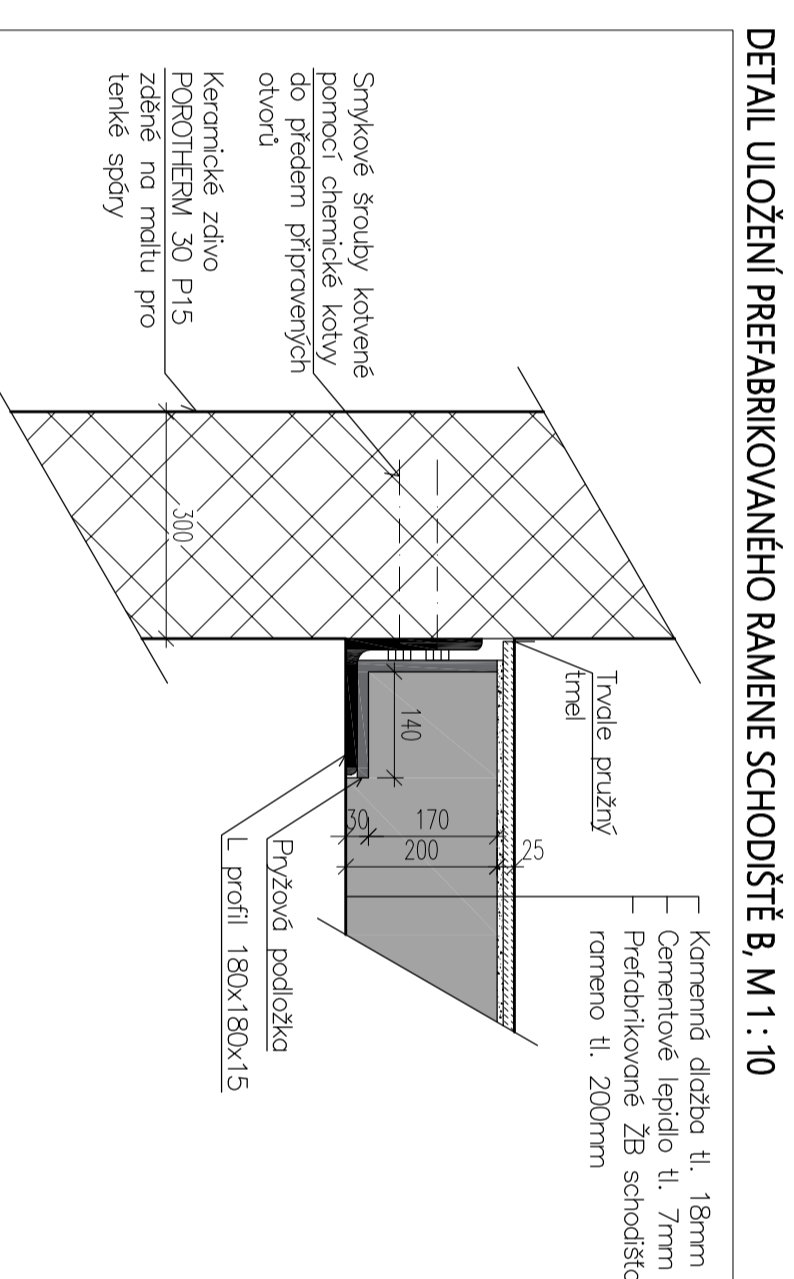 DETAIL ULOŽENÍ PREFABRIKOVANÉHO RAMENE SCHODIŠTĚ B, M 1 : 10
Kamenná dlažba tl. 18mm
Cementové lepidlo tl. 7mm
Prefabrikované ŽB
rameno tl. 200mm
Trvale pružný
tmel
Smykové šrouby kotvené
pomocí chemické kotvy
do předem připravených
otvorů
Keramické zdivo
POROTHERM 30 P15
zděné na maltu pro
tenké spáry
300
140
30
170
200
25
Pryžová podložka
L profil 180x180x15